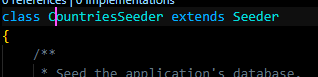 0 references | 0 implementations
class CountriesSeeder extends Seeder
{
/**
* Seed the application's database.